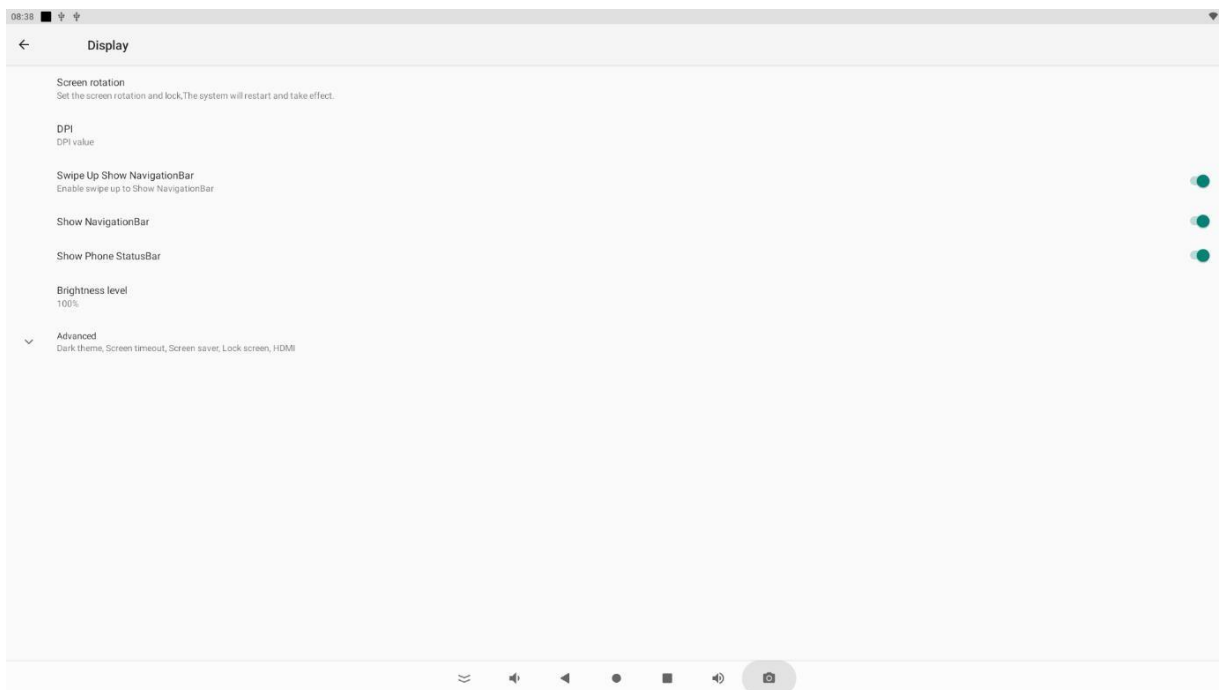 08:38
Display
Screen rotation
Set the screen rotation and lock,The system will restart and take effect.
DPI
DPI value
Swipe Up Show NavigationBar
Enable swipe up to Show NavigationBar
Show NavigationBar
Show Phone StatusBar
Brightness level
100%
Advanced
Dark theme, Screen timeout, Screen saver, Lock screen, HDMI